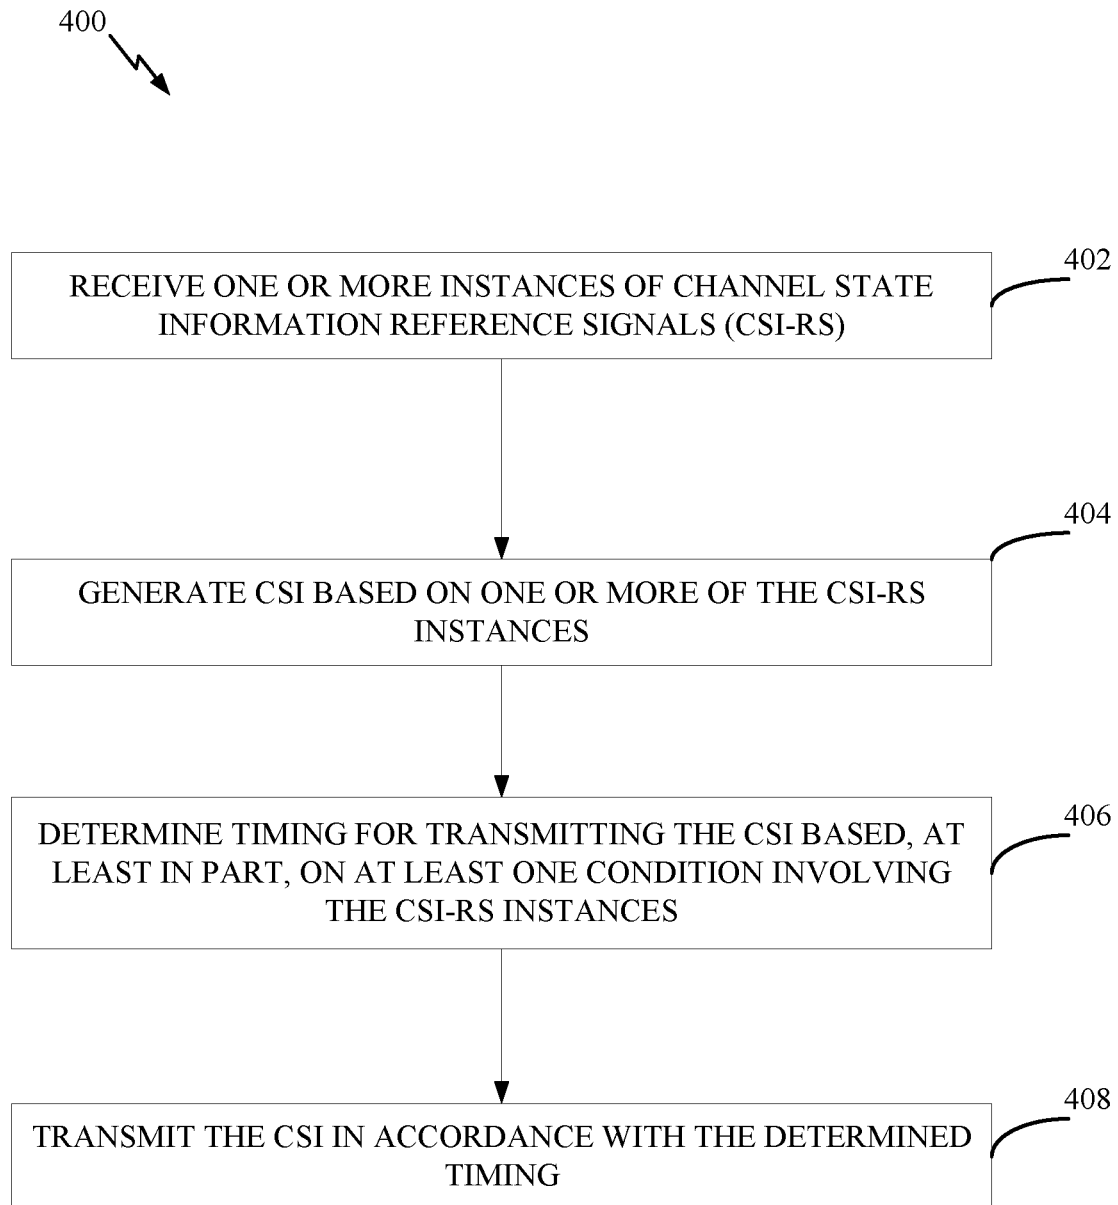 400
402
RECEIVE ONE OR MORE INSTANCES OF CHANNEL STATE
INFORMATION REFERENCE SIGNALS (CSI-RS)
404
GENERATE CSI BASED ON ONE OR MORE OF THE CSI-RS
INSTANCES
406
DETERMINE TIMING FOR TRANSMITTING THE CSI BASED, AT
LEAST IN PART, ON AT LEAST ONE CONDITION INVOLVING
THE CSI-RS INSTANCES
408
TRANSMIT THE CSI IN ACCORDANCE WITH THE DETERMINED
TIMING